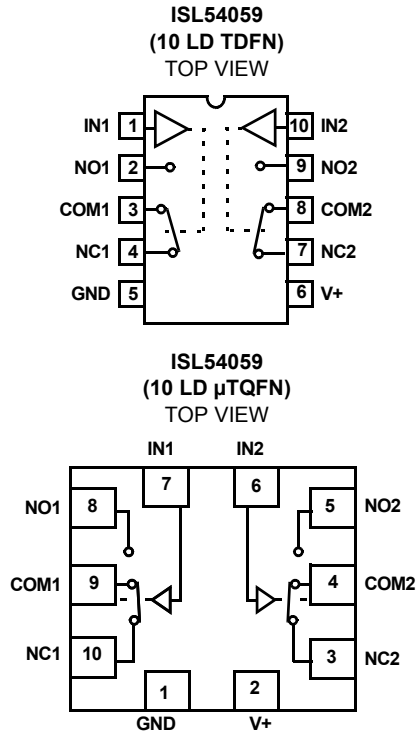 ISL54059
(10 LD TDFN)
TOP VIEW
IN1 1 10 IN2
NO1 2 9 NO2
COM1 3 8 COM2
NC1 4 7 NC2
GND 5 6 V+
ISL54059
(10 LD µTQFN)
TOP VIEW
IN1 IN2
7 6
NO1 8 5 NO2
COM1 9 4 COM2
NC1 10 3 NC2
1 2
GND V+